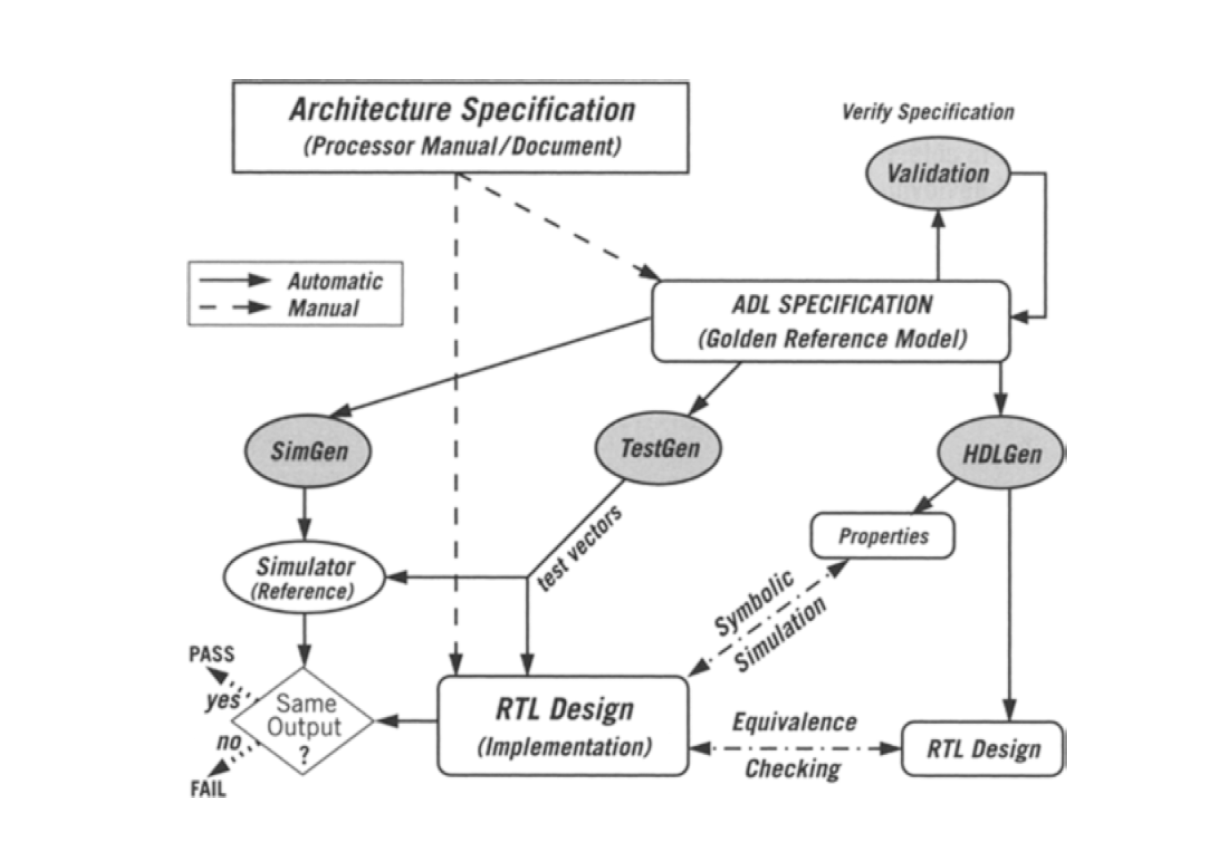 Architecture Specification
(Processor Manual/Document)
Verify Specification
Validation
Automatic
Manual
ADL SPECIFICATION
(Golden Reference Model)
SimGen
TestGen
HDLGen
test vectors
Properties
Simulator
(Reference)
Symbolic
Simulation
PASS
yes
Same
Output
?
no
FAIL
RTL Design
(Implementation)
Equivalence
Checking
RTL Design